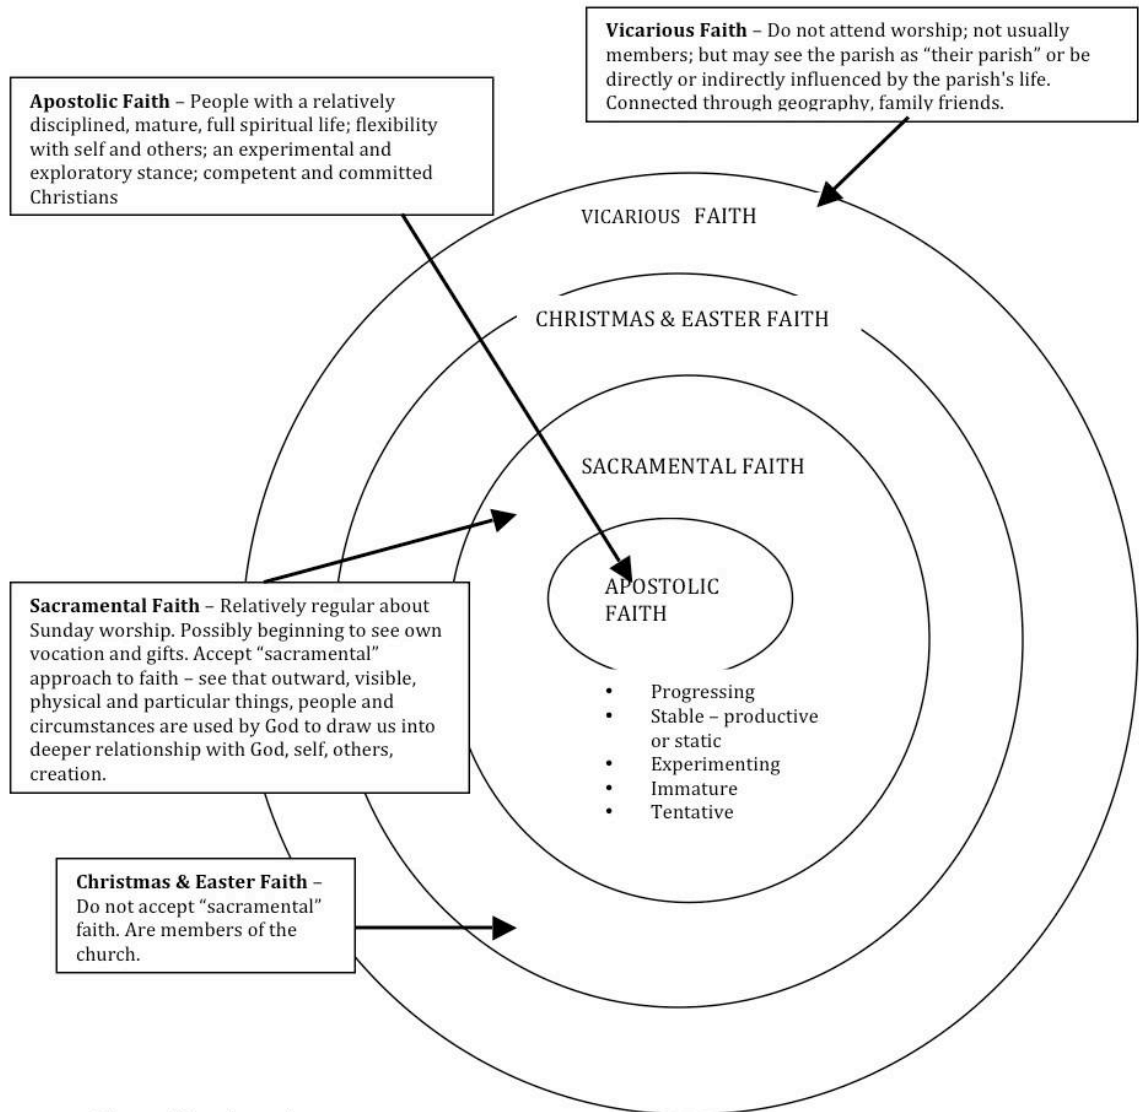 Vicarious Faith – Do not attend worship; not usually
members; but may see the parish as “their parish” or be
directly or indirectly influenced by the parish's life.
Connected through geography, family friends.
Apostolic Faith – People with a relatively
disciplined, mature, full spiritual life; flexibility
with self and others; an experimental and
exploratory stance; competent and committed
Christians
VICARIOUS FAITH
CHRISTMAS & EASTER FAITH
SACRAMENTAL FAITH
APOSTOLIC
FAITH
Sacramental Faith – Relatively regular about
Sunday worship. Possibly beginning to see own
vocation and gifts. Accept “sacramental”
approach to faith – see that outward, visible,
physical and particular things, people and
circumstances are used by God to draw us into
deeper relationship with God, self, others,
creation.
• Progressing
• Stable – productive
or static
• Experimenting
• Immature
• Tentative
Christmas & Easter Faith –
Do not accept “sacramental”
faith. Are members of the
church.